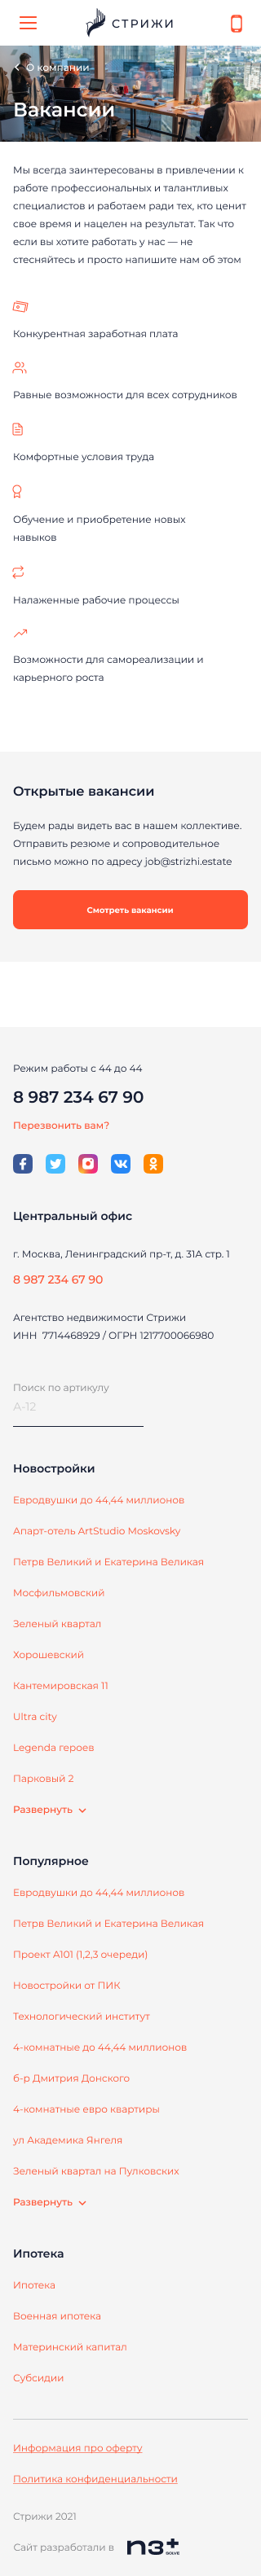 СТРИЖИ
О компании
Вакансии
Мы всегда заинтересованы в привлечении к
работе профессиональных и талантливых
специалистов и работаем ради тех, кто ценит
свое время и нацелен на результат. Так что
если вы хотите работать у нас — не
стесняйтесь и просто напишите нам об этом
Конкурентная заработная плата
Равные возможности для всех сотрудников
Комфортные условия труда
Обучение и приобретение новых
навыков
Налаженные рабочие процессы
Возможности для самореализации и
карьерного роста
Открытые вакансии
Будем рады видеть вас в нашем коллективе.
Отправить резюме и сопроводительное
письмо можно по адресу job@strizhi.estate
Смотреть вакансии
Режим работы с 44 до 44
8 987 234 67 90
Перезвонить вам?
Центральный офис
г. Москва, Ленинградский пр-т, д. 31А стр. 1
8 987 234 67 90
Агентство недвижимости Стрижи
ИНН 7714468929 / ОГРН 1217700066980
Поиск по артикулу
А-12
Новостройки
Евродвушки до 44,44 миллионов
Апарт-отель ArtStudio Moskovsky
Петрв Великий и Екатерина Великая
Мосфильмовский
Зеленый квартал
Хорошевский
Кантемировская 11
Ultra city
Legenda героев
Парковый 2
Развернуть
Популярное
Евродвушки до 44,44 миллионов
Петрв Великий и Екатерина Великая
Проект А101 (1,2,3 очереди)
Новостройки от ПИК
Технологический институт
4-комнатные до 44,44 миллионов
б-р Дмитрия Донского
4-комнатные евро квартиры
ул Академика Янгеля
Зеленый квартал на Пулковских
Развернуть
Ипотека
Ипотека
Военная ипотека
Материнский капитал
Субсидии
Информация про оферту
Политика конфиденциальности
Стрижи 2021
Сайт разработали в n3+ SOLVE